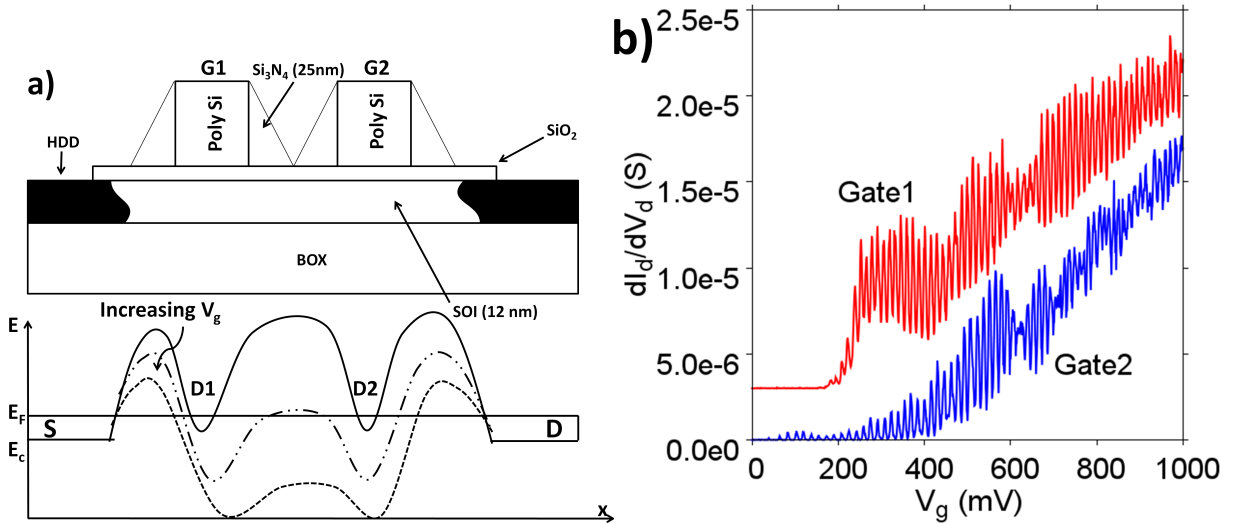 a)
G1
Si₃N₄ (25nm)
G2
Poly Si
Poly Si
HDD
SiO₂
BOX
SOI (12 nm)
Increasing Vg
E
D1
D2
EF
S
D
Ec
x
b)
2.5e-5
2.0e-5
1.5e-5
1.0e-5
5.0e-6
0.0e0
dId/dVd (S)
Gate1
Gate2
0
200
400
600
800
1000
Vg (mV)